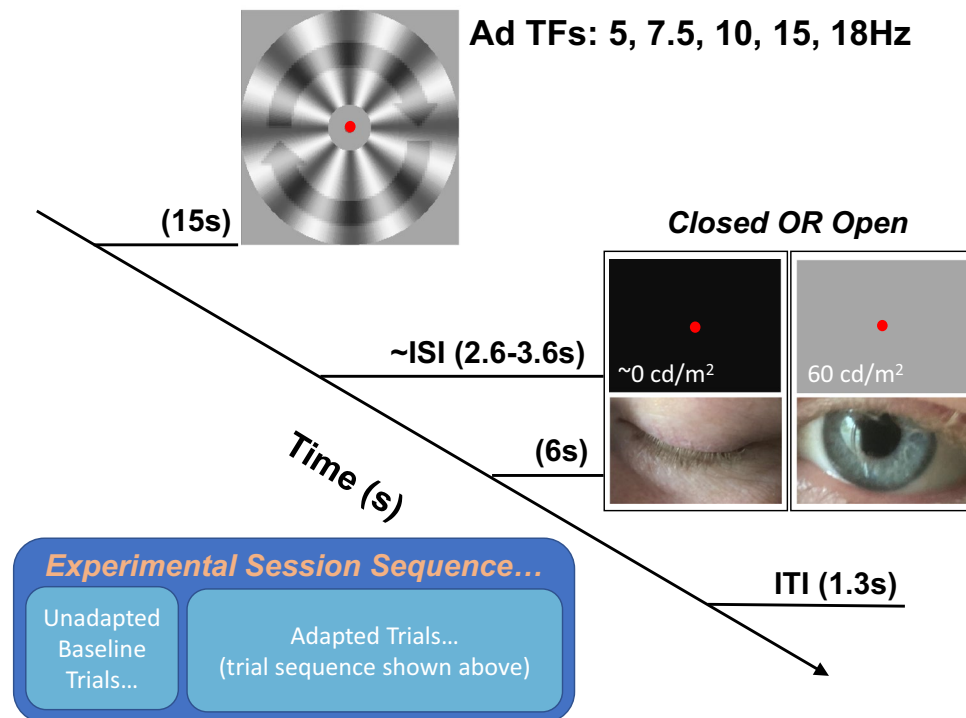 Ad TFs: 5, 7.5, 10, 15, 18Hz
(15s)
Closed OR Open
~ISI (2.6-3.6s)
~0 cd/m²
60 cd/m²
(6s)
Time (s)
ITI (1.3s)
Experimental Session Sequence…
Unadapted
Baseline
Trials…
Adapted Trials…
(trial sequence shown above)